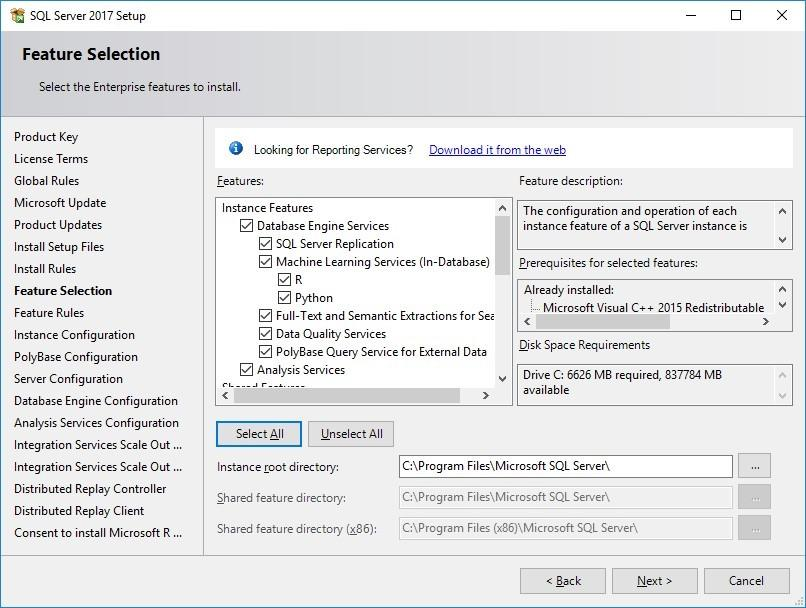 SQL Server 2017 Setup
Feature Selection
Select the Enterprise features to install.
Product Key
License Terms
Global Rules
Microsoft Update
Product Updates
Install Setup Files
Install Rules
Feature Selection
Feature Rules
Instance Configuration
PolyBase Configuration
Server Configuration
Database Engine Configuration
Analysis Services Configuration
Integration Services Scale Out ...
Integration Services Scale Out ...
Distributed Replay Controller
Distributed Replay Client
Consent to install Microsoft R ...
Looking for Reporting Services? Download it from the web
Features:
Instance Features
Database Engine Services
SQL Server Replication
Machine Learning Services (In-Database)
R
Python
Full-Text and Semantic Extractions for Sea
Data Quality Services
PolyBase Query Service for External Data
Analysis Services
Shared Features
Feature description:
The configuration and operation of each
instance feature of a SQL Server instance is
Prerequisites for selected features:
Already installed:
Microsoft Visual C++ 2015 Redistributable
Disk Space Requirements
Drive C: 6626 MB required, 837784 MB
available
Select All
Unselect All
Instance root directory: C:\Program Files\Microsoft SQL Server\ ...
Shared feature directory: C:\Program Files\Microsoft SQL Server\ ...
Shared feature directory (x86): C:\Program Files (x86)\Microsoft SQL Server\ ...
< Back
Next >
Cancel